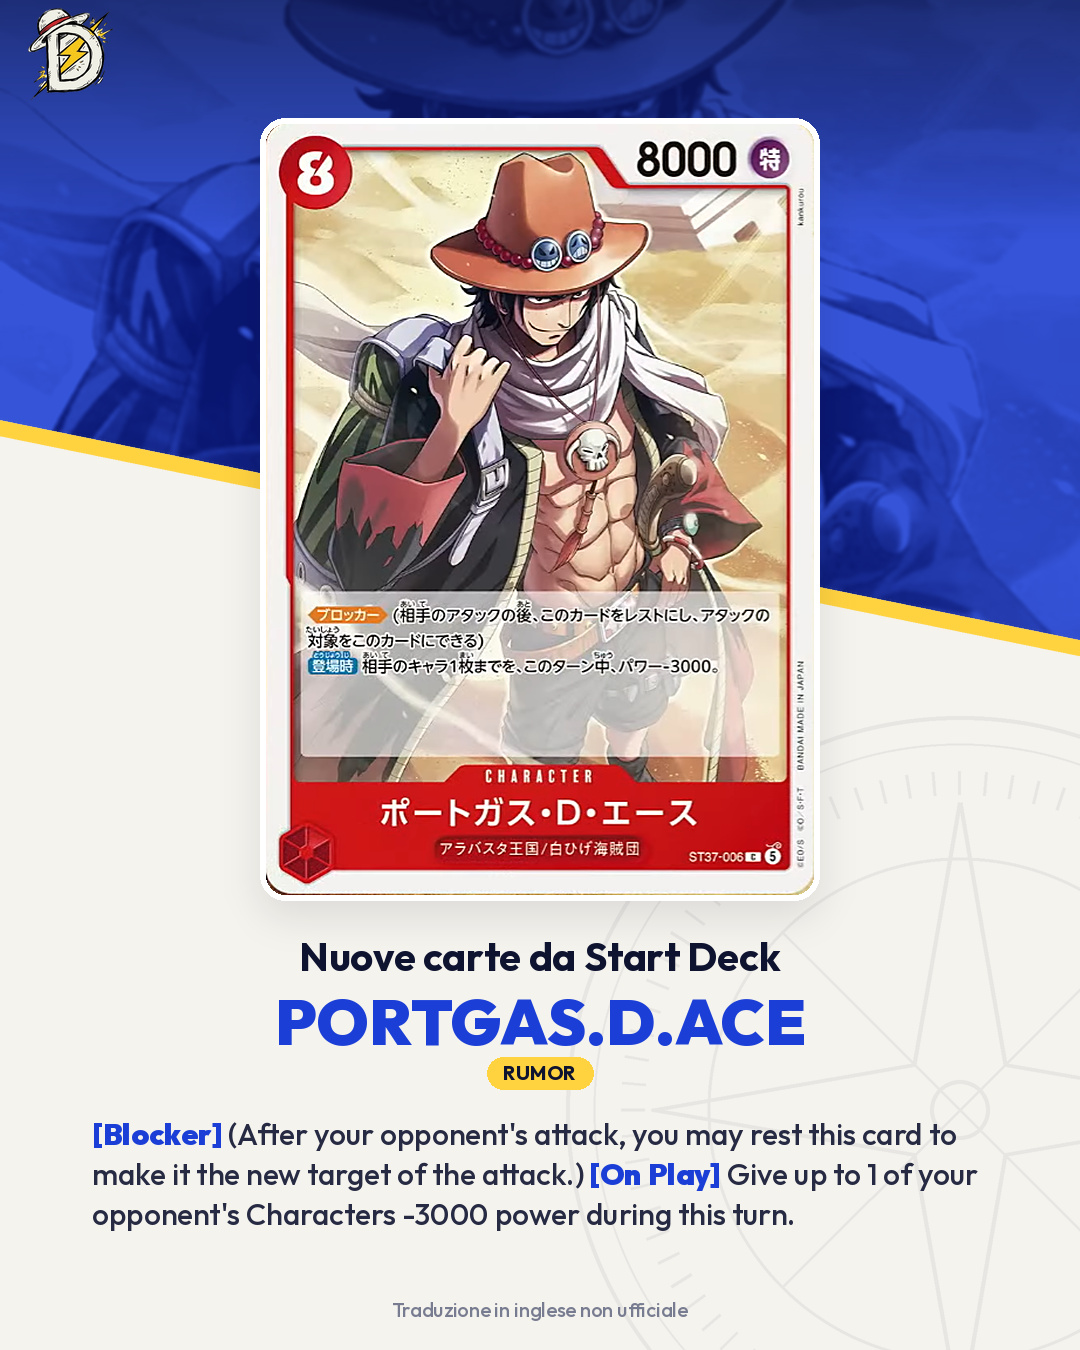 D
8
8000 特
kankurou
ブロッカー (相手のアタックの後、このカードをレストにし、アタックの
対象をこのカードにできる)
登場時 相手のキャラ1枚までを、このターン中、パワー-3000。
BANDAI MADE IN JAPAN
©E.O/S ©O/S・F・T
CHARACTER
ポートガス・D・エース
アラバスタ王国/白ひげ海賊団
ST37-006 C 5
Nuove carte da Start Deck
PORTGAS.D.ACE
RUMOR
[Blocker] (After your opponent's attack, you may rest this card to
make it the new target of the attack.) [On Play] Give up to 1 of your
opponent's Characters -3000 power during this turn.
Traduzione in inglese non ufficiale